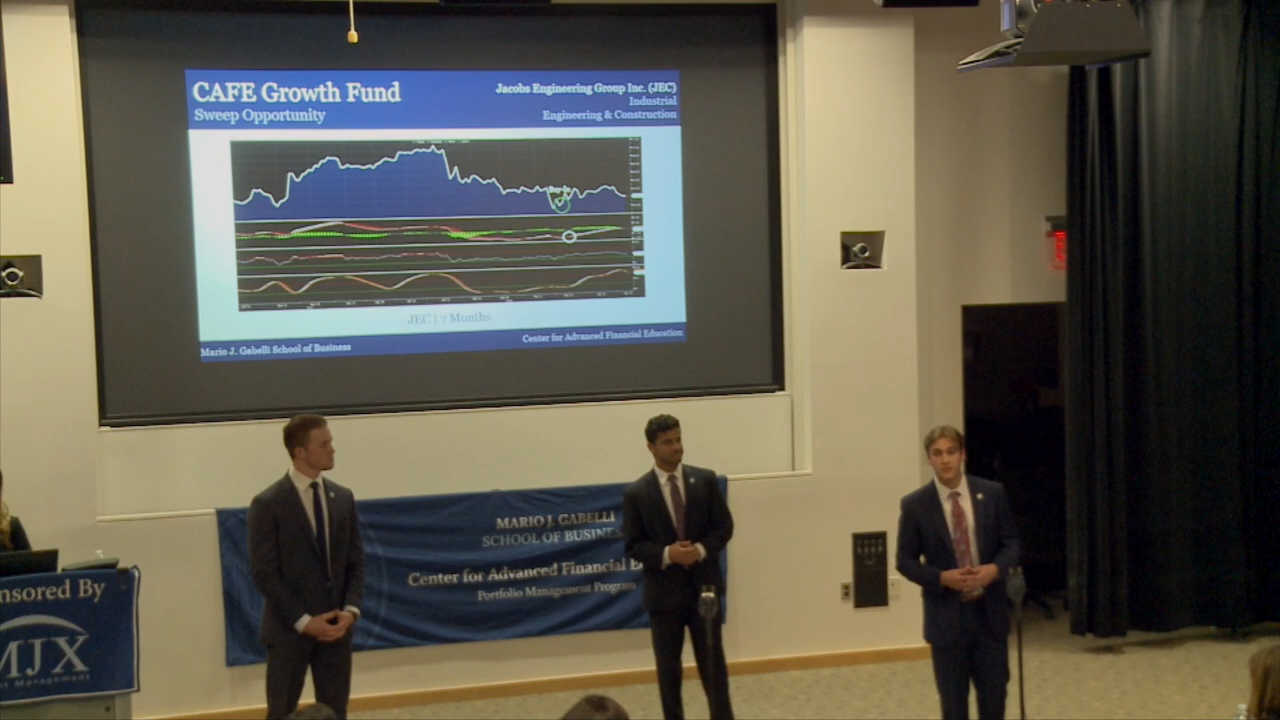 CAFE Growth Fund
Sweep Opportunity
Jacobs Engineering Group Inc. (JEC)
Industrial
Engineering & Construction
JEC | 7 Months
Mario J. Gabelli School of Business
Center for Advanced Financial Education
MARIO J. GABELLI
SCHOOL OF BUSINE
Center for Advanced Financial E
Portfolio Management Program
nsored By
MJX
t Management